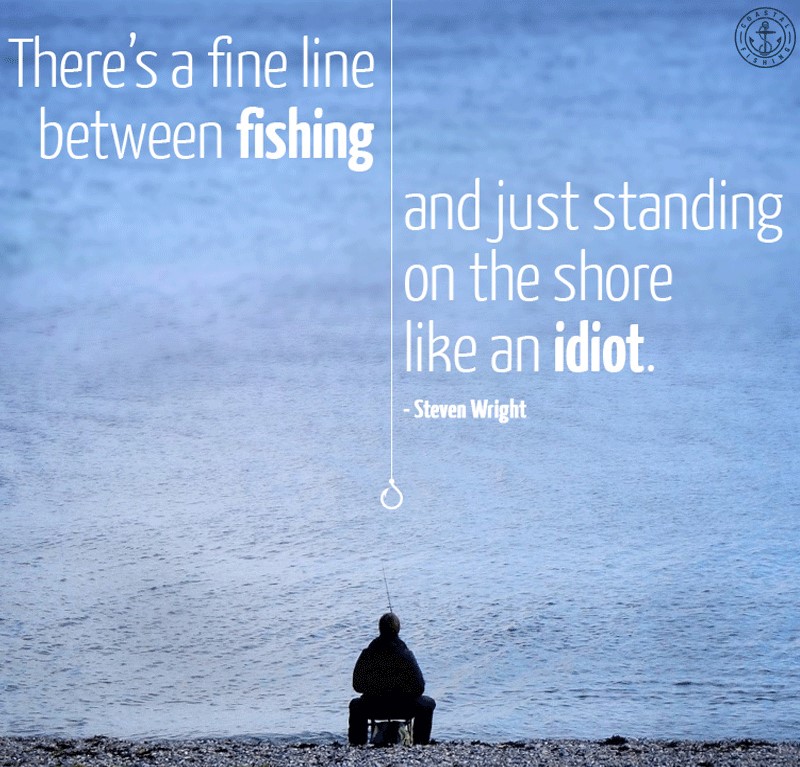 There's a fine line
between fishing
and just standing
on the shore
like an idiot.
- Steven Wright
COASTAL
FISHING